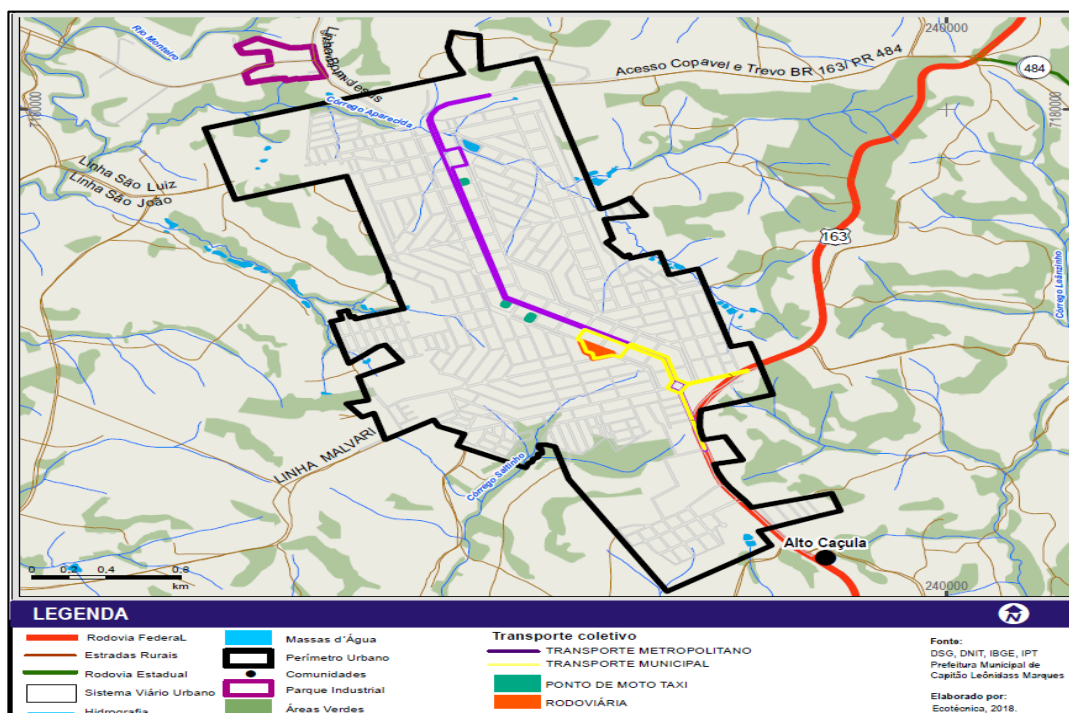 240000
Rio Monteiro
Acesso Copavel e Trevo BR 163/ PR 484
484
7180000
7180000
Córrego Aparecida
Linha São Luiz
Linha São João
163
Córrego Leãnzinho
LINHA MALVARI
Córrego Saltinho
Alto Caçula
0 0.2 0.4 0.8
km
240000
LEGENDA
N
Rodovia FederaL
Estradas Rurais
Rodovia Estadual
Sistema Viário Urbano
Hidrografia
Massas d´Água
Perímetro Urbano
Comunidades
Parque Industrial
Áreas Verdes
Transporte coletivo
TRANSPORTE METROPOLITANO
TRANSPORTE MUNICIPAL
PONTO DE MOTO TAXI
RODOVIÁRIA
Fonte:
DSG, DNIT, IBGE, IPT
Prefeitura Municipal de
Capitão Leônidass Marques
Elaborado por:
Ecotécnica, 2018.